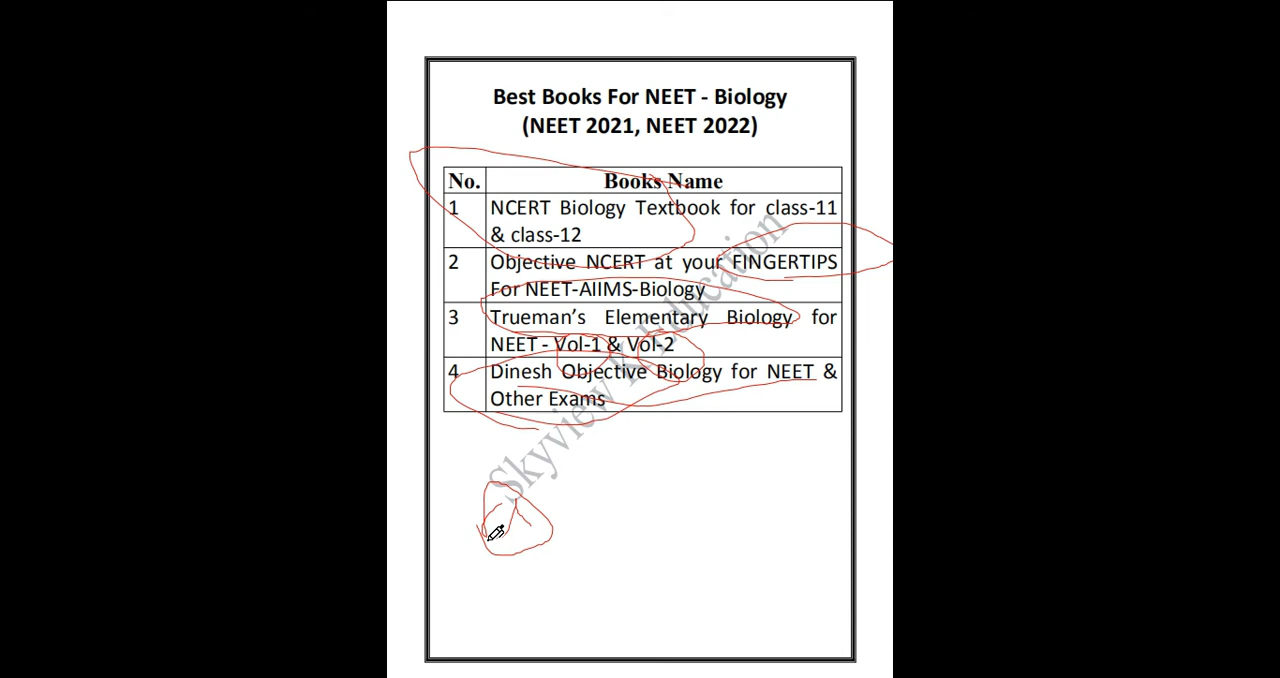 Best Books For NEET - Biology
(NEET 2021, NEET 2022)
No. Books Name
1 NCERT Biology Textbook for class-11
& class-12
2 Objective NCERT at your FINGERTIPS
For NEET-AIIMS-Biology
3 Trueman’s Elementary Biology for
NEET - Vol-1 & Vol-2
4 Dinesh Objective Biology for NEET &
Other Exams
Skyview K Education